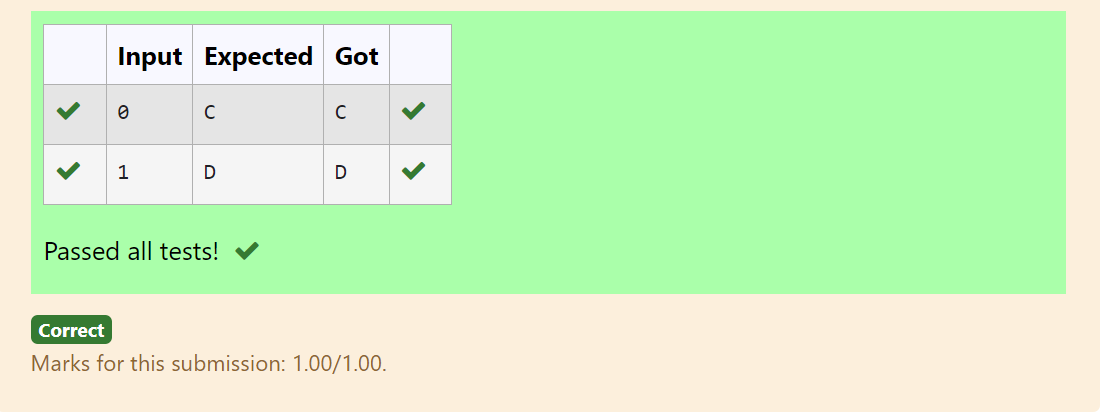 Input Expected Got
0 C C
1 D D
Passed all tests!
Correct
Marks for this submission: 1.00/1.00.